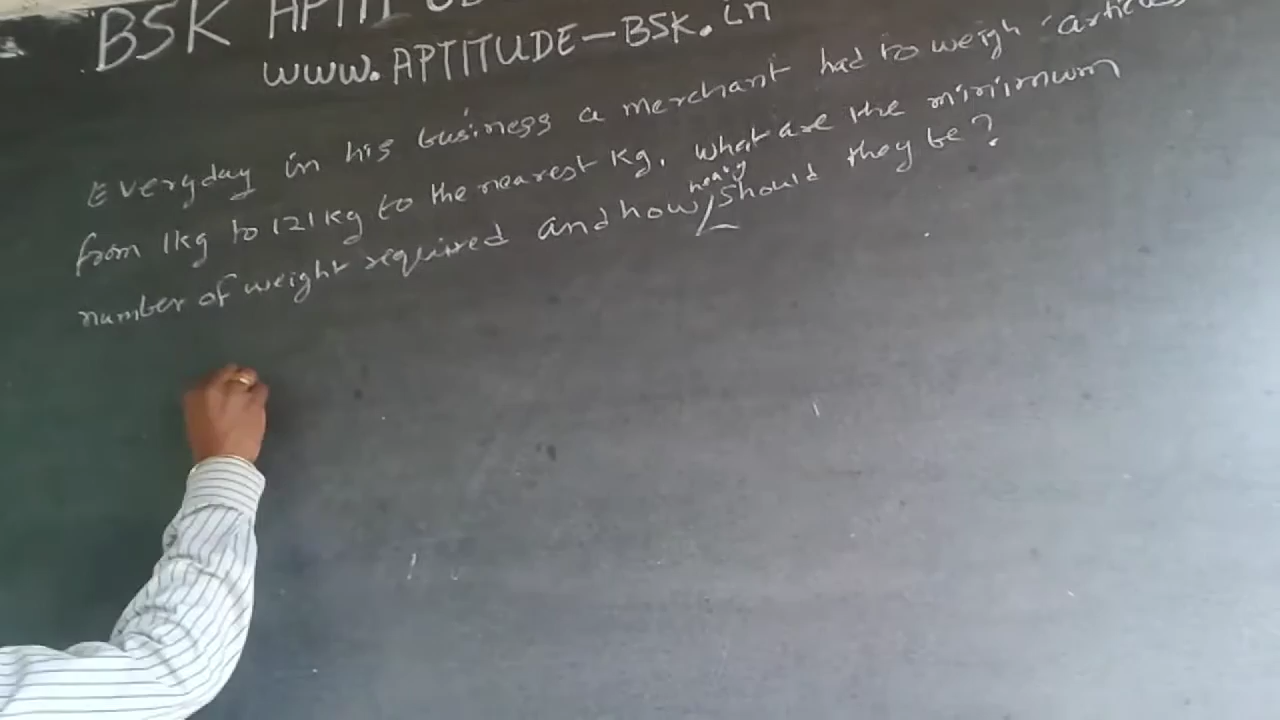 BSK APTITUDE
www.APTITUDE-BSK.in
Everyday in his business a merchant had to weigh articles
from 1kg to 121kg to the nearest kg. What are the minimum
number of weight required and how heavy should they be?